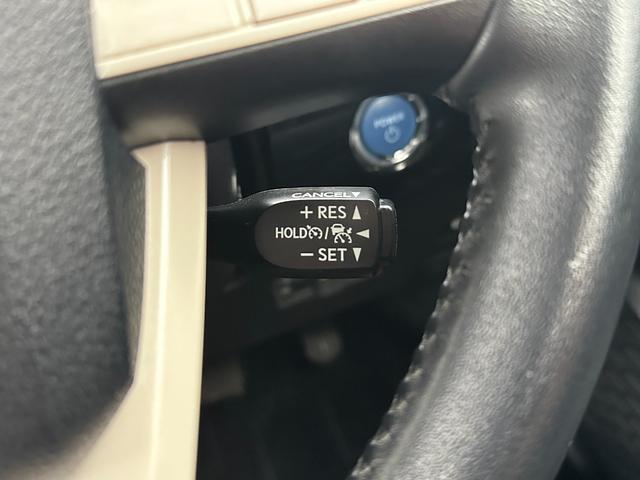 POWER
CANCEL▼
+ RES ▲
HOLD / ◀
− SET ▼